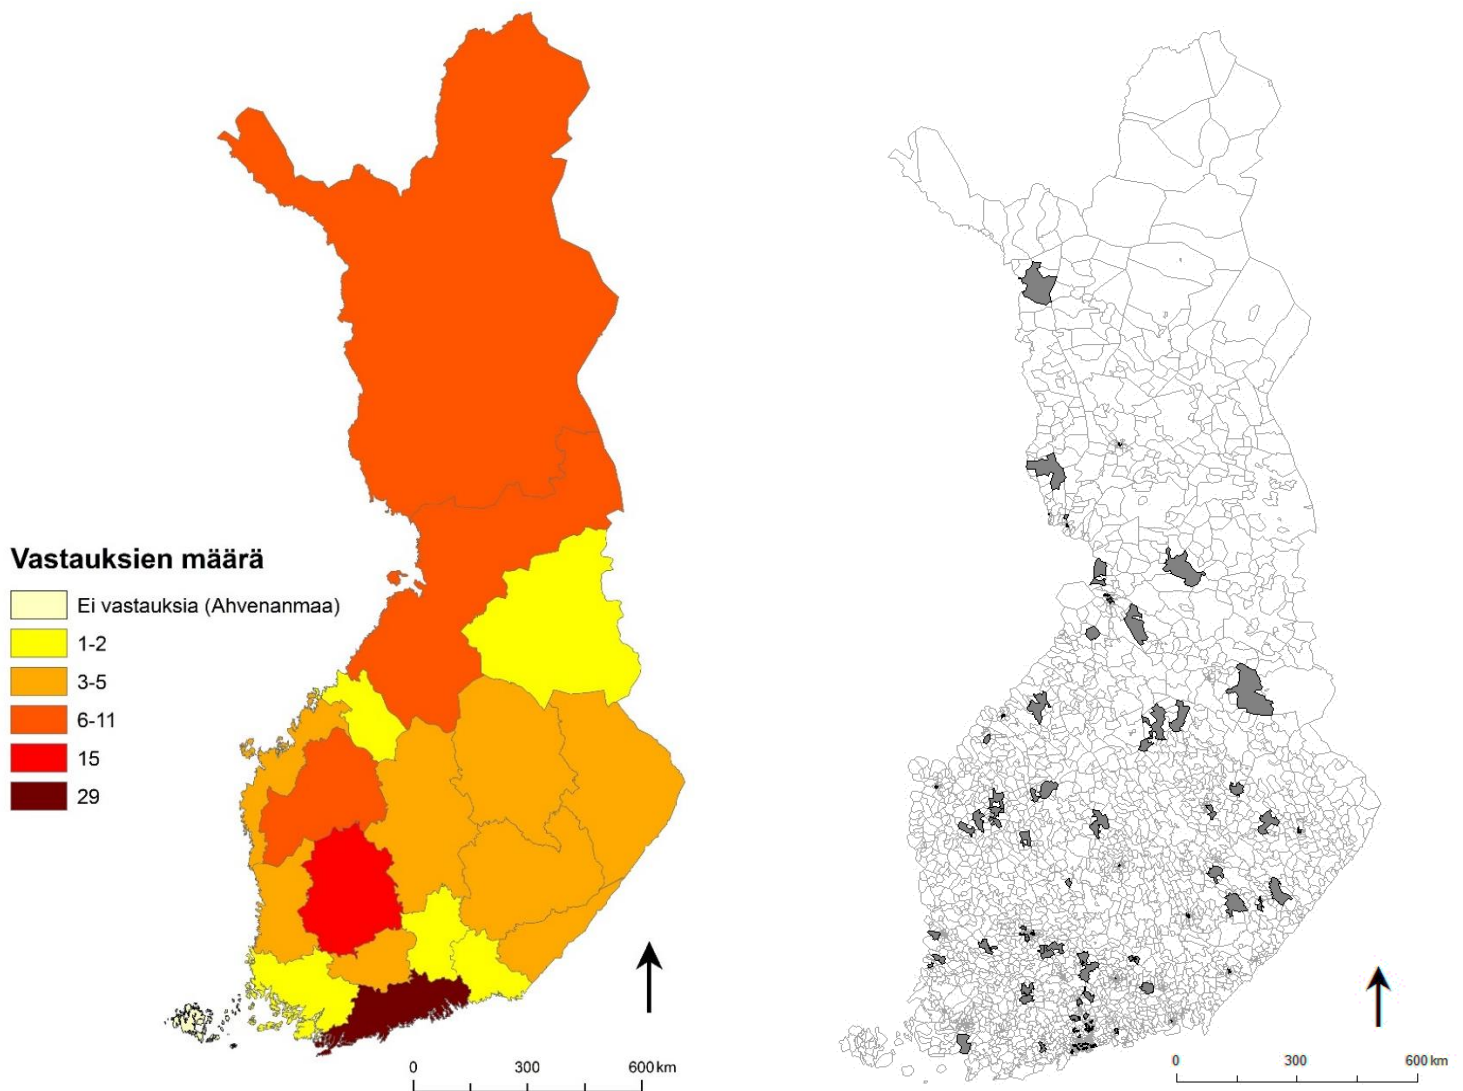 Vastauksien määrä
Ei vastauksia (Ahvenanmaa)
1-2
3-5
6-11
15
29
0 300 600 km
0 300 600 km